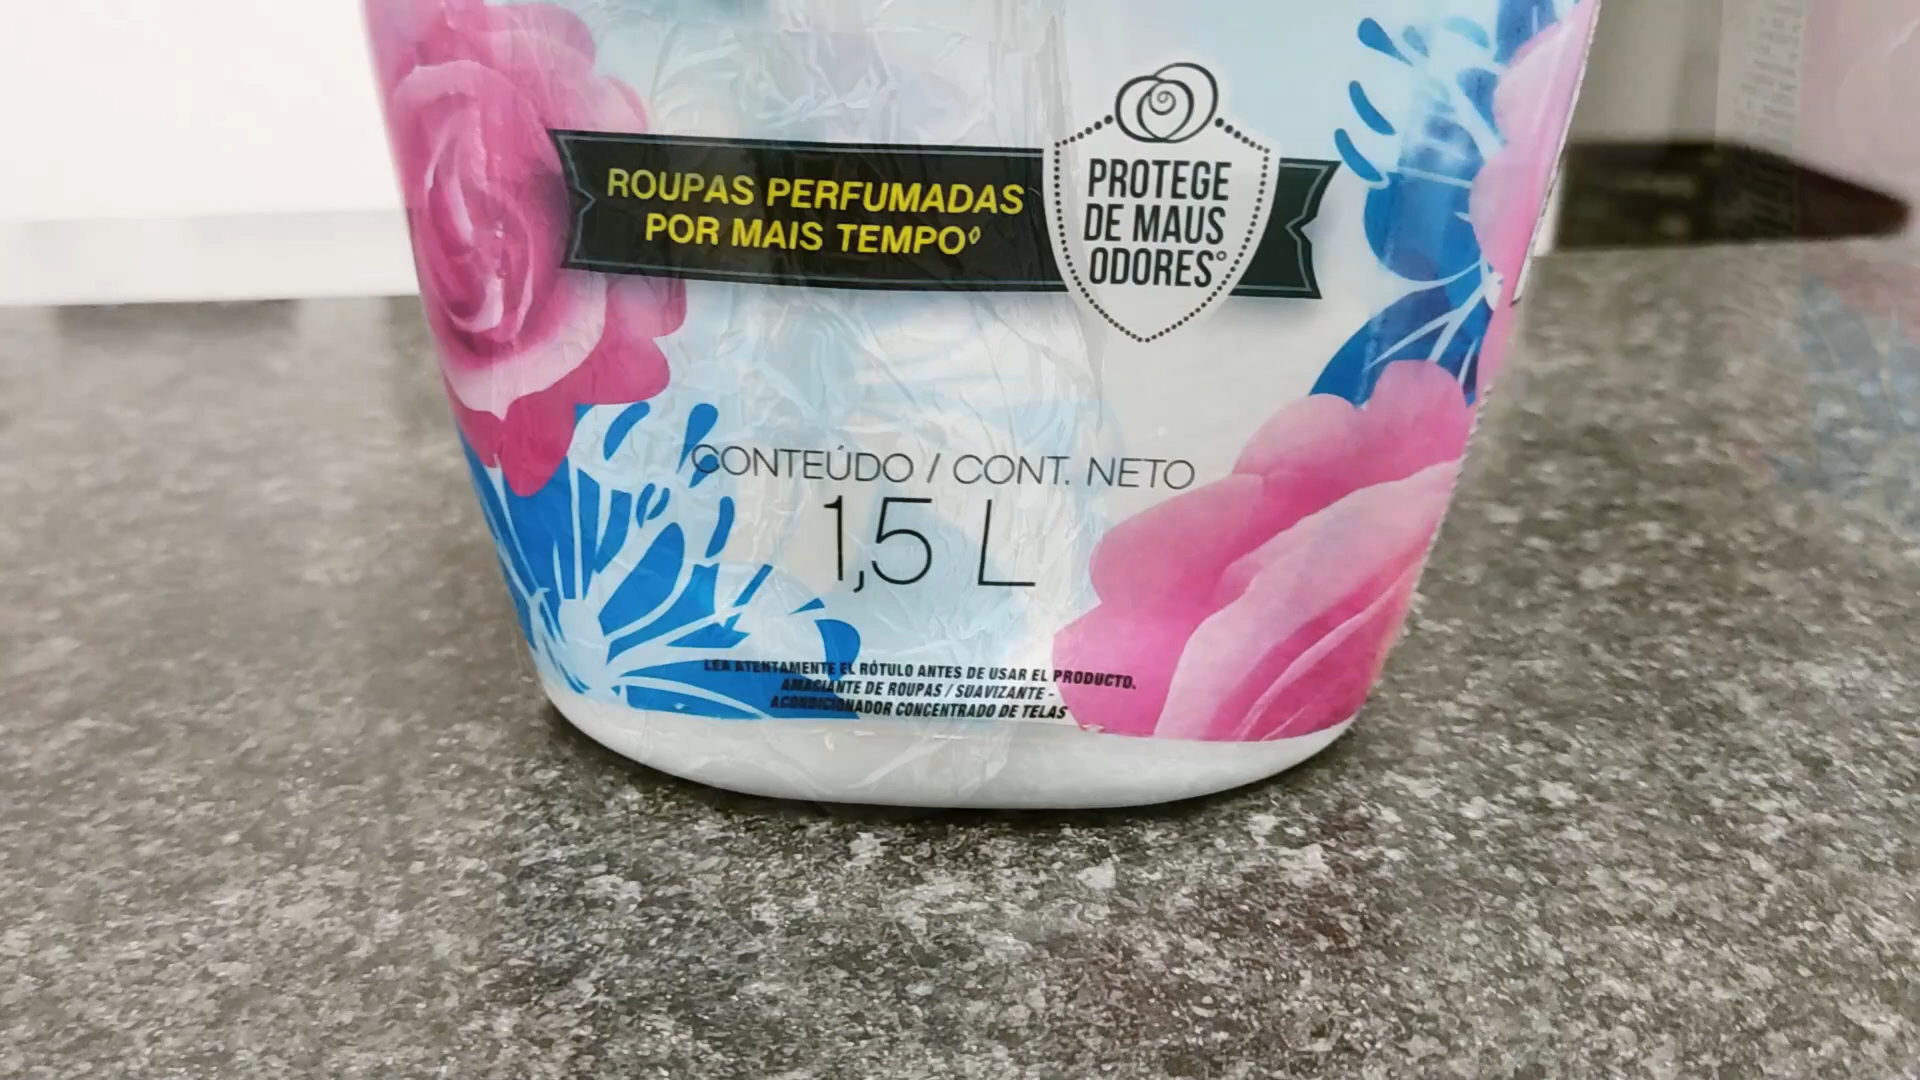 ROUPAS PERFUMADAS
POR MAIS TEMPO◊
PROTEGE
DE MAUS
ODORES°
CONTEÚDO / CONT. NETO
1,5 L
LEA ATENTAMENTE EL RÓTULO ANTES DE USAR EL PRODUCTO.
AMACIANTE DE ROUPAS / SUAVIZANTE -
ACONDICIONADOR CONCENTRADO DE TELAS